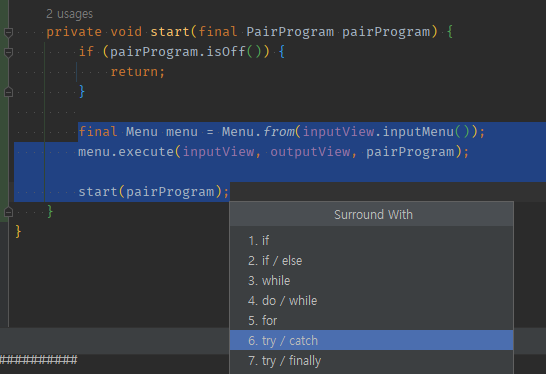 2 usages
private void start(final PairProgram pairProgram) {
if (pairProgram.isOff()) {
return;
}
final Menu menu = Menu.from(inputView.inputMenu());
menu.execute(inputView, outputView, pairProgram);
start(pairProgram);
}
}
Surround With
1. if
2. if / else
3. while
4. do / while
5. for
6. try / catch
7. try / finally
##########